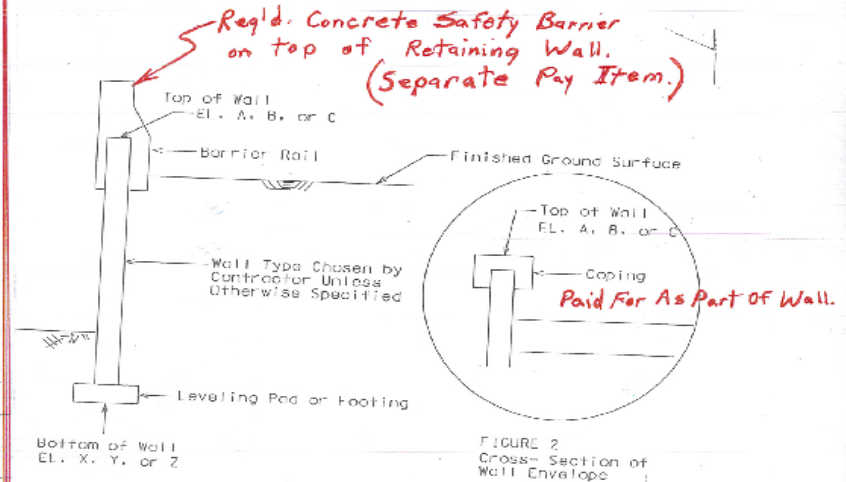 Req'd. Concrete Safety Barrier
on top of Retaining Wall.
(Separate Pay Item.)
Top of Wall
EL. A, B, or C
Barrier Rail
Finished Ground Surface
Top of Wall
EL. A, B, or C
Wall Type Chosen by
Contractor Unless
Otherwise Specified
Coping
Paid For As Part Of Wall.
Leveling Pad or Footing
Bottom of Wall
EL. X, Y, or Z
FIGURE 2
Cross- Section of
Wall Envelope